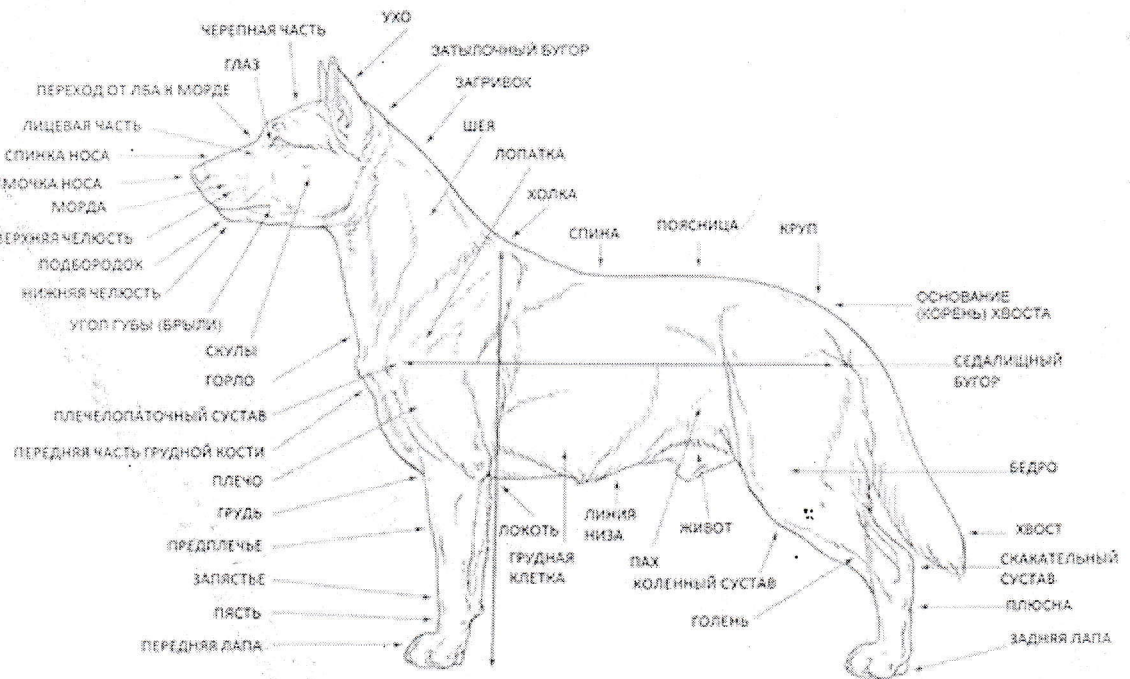 УХО
ЧЕРЕПНАЯ ЧАСТЬ
ЗАТЫЛОЧНЫЙ БУГОР
ГЛАЗ
ЗАГРИВОК
ПЕРЕХОД ОТ ЛБА К МОРДЕ
ЛИЦЕВАЯ ЧАСТЬ
ШЕЯ
СПИНКА НОСА
ЛОПАТКА
МОЧКА НОСА
ХОЛКА
МОРДА
СПИНА
ПОЯСНИЦА
КРУП
ВЕРХНЯЯ ЧЕЛЮСТЬ
ПОДБОРОДОК
НИЖНЯЯ ЧЕЛЮСТЬ
ОСНОВАНИЕ
(КОРЕНЬ) ХВОСТА
УГОЛ ГУБЫ (БРЫЛИ)
СКУЛЫ
ГОРЛО
СЕДАЛИЩНЫЙ
БУГОР
ПЛЕЧЕЛОПАТОЧНЫЙ СУСТАВ
ПЕРЕДНЯЯ ЧАСТЬ ГРУДНОЙ КОСТИ
ПЛЕЧО
БЕДРО
ГРУДЬ
ПРЕДПЛЕЧЬЕ
ЛОКОТЬ
ЛИНИЯ
НИЗА
ЖИВОТ
ХВОСТ
ГРУДНАЯ
КЛЕТКА
ПАХ
КОЛЕННЫЙ СУСТАВ
СКАКАТЕЛЬНЫЙ
СУСТАВ
ЗАПЯСТЬЕ
ПЯСТЬ
ГОЛЕНЬ
ПЛЮСНА
ПЕРЕДНЯЯ ЛАПА
ЗАДНЯЯ ЛАПА